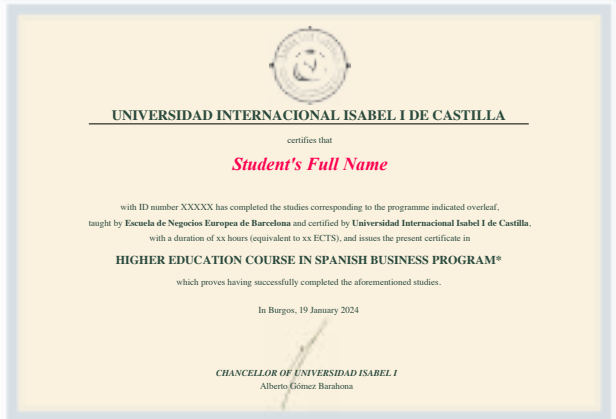 UNIVERSIDAD INTERNACIONAL ISABEL I DE CASTILLA
certifies that
Student's Full Name
with ID number XXXXX has completed the studies corresponding to the programme indicated overleaf,
taught by Escuela de Negocios Europea de Barcelona and certified by Universidad Internacional Isabel I de Castilla,
with a duration of xx hours (equivalent to xx ECTS), and issues the present certificate in
HIGHER EDUCATION COURSE IN SPANISH BUSINESS PROGRAM*
which proves having successfully completed the aforementioned studies.
In Burgos, 19 January 2024
CHANCELLOR OF UNIVERSIDAD ISABEL I
Alberto Gómez Barahona